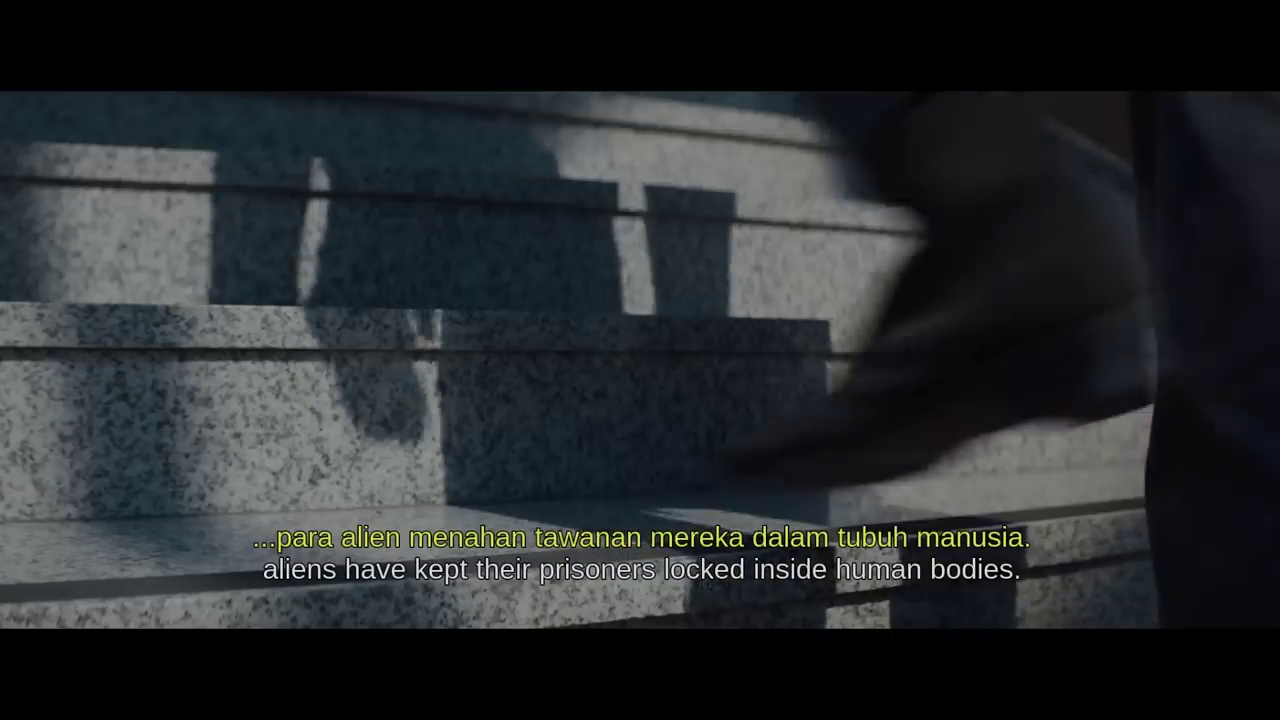 ...para alien menahan tawanan mereka dalam tubuh manusia.
aliens have kept their prisoners locked inside human bodies.